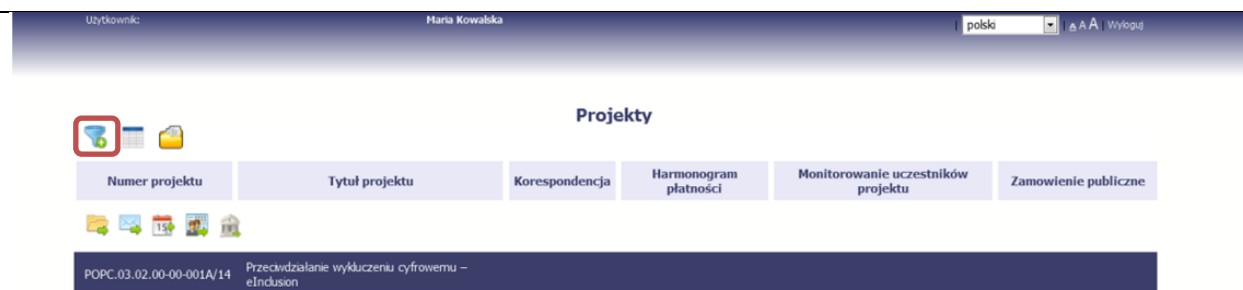 Użytkownik: Maria Kowalska | polski | A A A | Wyloguj
Projekty
Numer projektu Tytuł projektu Korespondencja Harmonogram płatności Monitorowanie uczestników projektu Zamowienie publiczne
15
POPC.03.02.00-00-001A/14 Przeciwdziałanie wykluczeniu cyfrowemu –
eInclusion